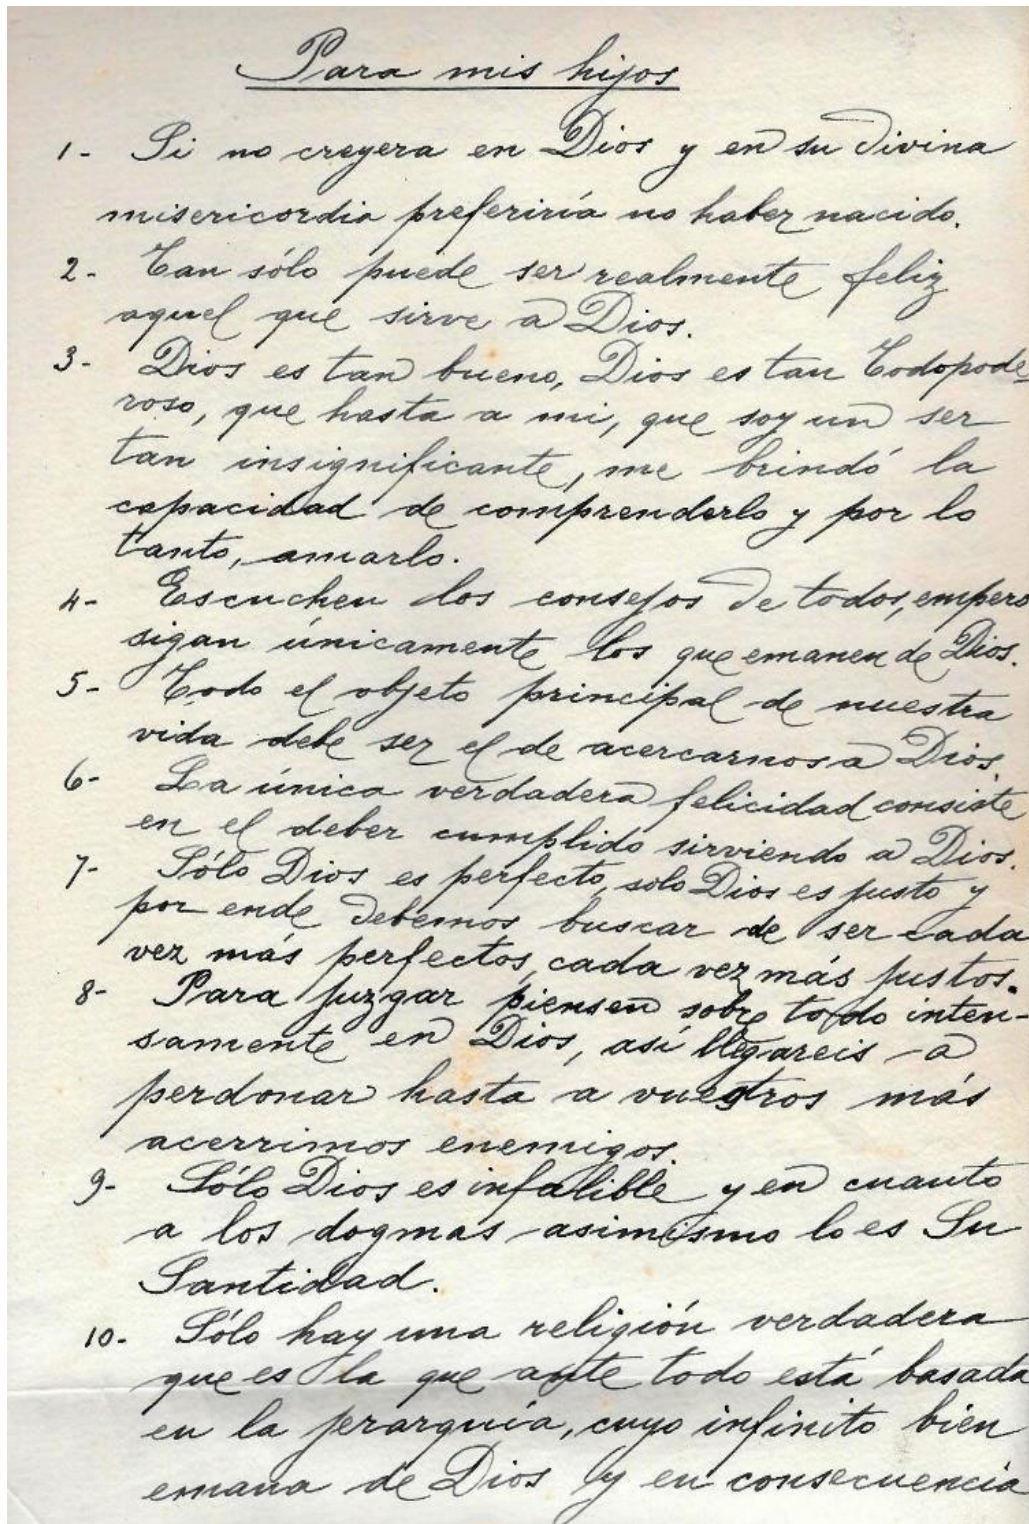 Para mis hijos
1- Si no creyera en Dios y en su divina
misericordia preferiría no haber nacido.
2- Tan sólo puede ser realmente feliz
aquel que sirve a Dios.
3- Dios es tan bueno, Dios es tan Todopode-
roso, que hasta a mi, que soy un ser
tan insignificante, me brindó la
capacidad de comprenderlo y por lo
tanto, amarlo.
4- Escuchen los consejos de todos, empero
sigan únicamente los que emanen de Dios.
5- Todo el objeto principal de nuestra
vida debe ser el de acercarnos a Dios.
6- La única verdadera felicidad consiste
en el deber cumplido sirviendo a Dios.
7- Sólo Dios es perfecto, solo Dios es justo y
por ende debemos buscar de ser cada
vez más perfectos, cada vez más justos.
8- Para juzgar piensen sobre todo inten-
samente en Dios, así llegareis a
perdonar hasta a vuestros más
acerrimos enemigos.
9- Sólo Dios es infalible y en cuanto
a los dogmas asimismo lo es Su
Santidad.
10- Sólo hay una religión verdadera
que es la que ante todo está basada
en la jerarquía, cuyo infinito bien
emana de Dios y en consecuencia